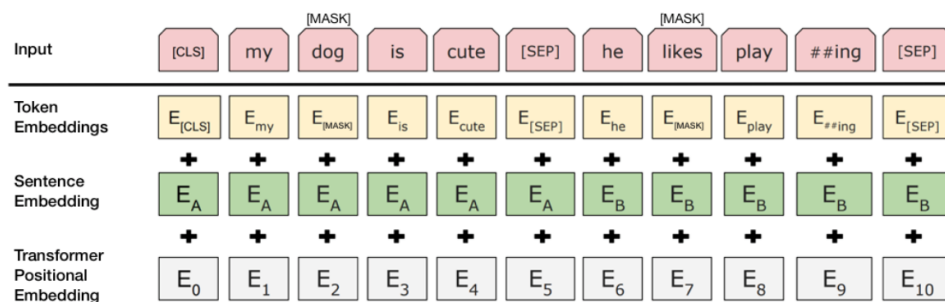 [MASK] [MASK]
Input [CLS] my dog is cute [SEP] he likes play ##ing [SEP]
Token
Embeddings
E[CLS] Emy E[MASK] Eis Ecute E[SEP] Ehe E[MASK] Eplay E##ing E[SEP]
+ + + + + + + + + + +
Sentence
Embedding
EA EA EA EA EA EA EB EB EB EB EB
+ + + + + + + + + + +
Transformer
Positional
Embedding
E0 E1 E2 E3 E4 E5 E6 E7 E8 E9 E10